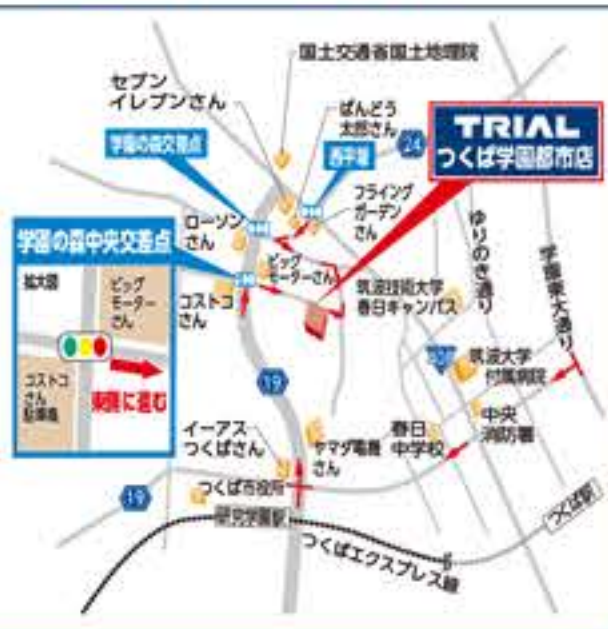 国土交通省国土地理院
セブン
イレブンさん
ばんどう
太郎さん
TRIAL
つくば学園都市店
学園の森交差点
西平塚
24
フライング
ガーデン
さん
ローソン
さん
学園の森中央交差点
ビッグ
モーターさん
ゆりのき通り
学園東大通り
拡大図
ビッグ
モーター
さん
コストコ
さん
筑波技術大学
春日キャンパス
コストコ
さん
駐車場
東側に進む
19
筑波大学
付属病院
イーアス
つくばさん
ヤマダ電機
さん
春日
中学校
中央
消防署
つくば市役所
19
研究学園駅
つくば駅
つくばエクスプレス線